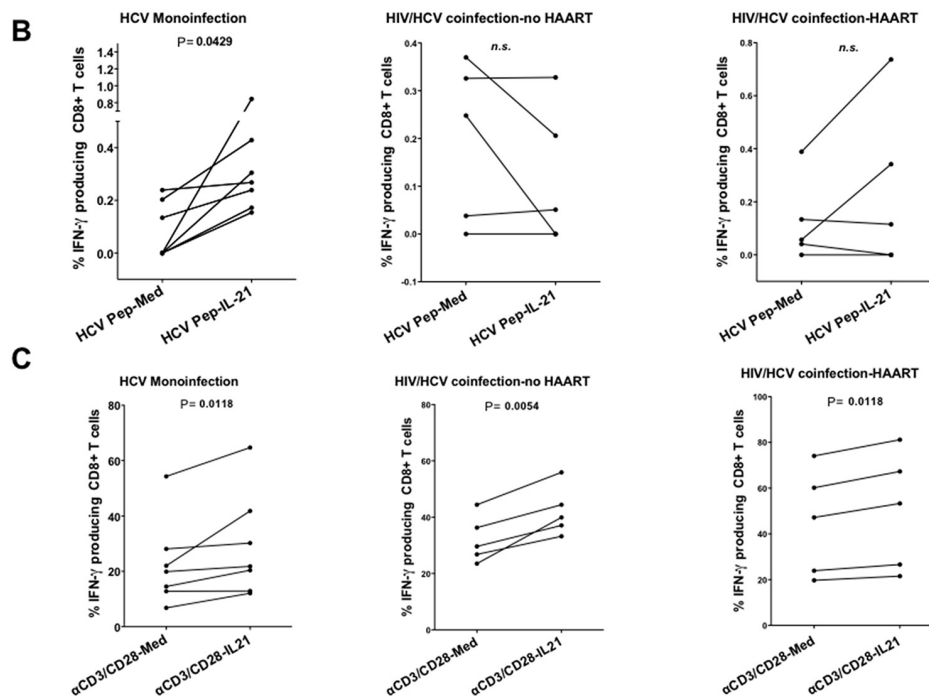 B
HCV Monoinfection
P= 0.0429
% IFN-γ producing CD8+ T cells
1.4
1.2
1.0
0.8
0.6
0.4
0.2
0.0
HCV Pep-Med
HCV Pep-IL-21
HIV/HCV coinfection-no HAART
n.s.
% IFN-γ producing CD8+ T cells
0.4
0.3
0.2
0.1
0.0
-0.1
HCV Pep-Med
HCV Pep-IL-21
HIV/HCV coinfection-HAART
n.s.
% IFN-γ producing CD8+ T cells
0.8
0.6
0.4
0.2
0.0
HCV Pep-Med
HCV Pep-IL-21
C
HCV Monoinfection
P= 0.0118
% IFN-γ producing CD8+ T cells
80
60
40
20
0
αCD3/CD28-Med
αCD3/CD28-IL21
HIV/HCV coinfection-no HAART
P= 0.0054
% IFN-γ producing CD8+ T cells
80
60
40
20
0
αCD3/CD28-Med
αCD3/CD28-IL21
HIV/HCV coinfection-HAART
P= 0.0118
% IFN-γ producing CD8+ T cells
100
80
60
40
20
0
αCD3/CD28-Med
αCD3/CD28-IL21